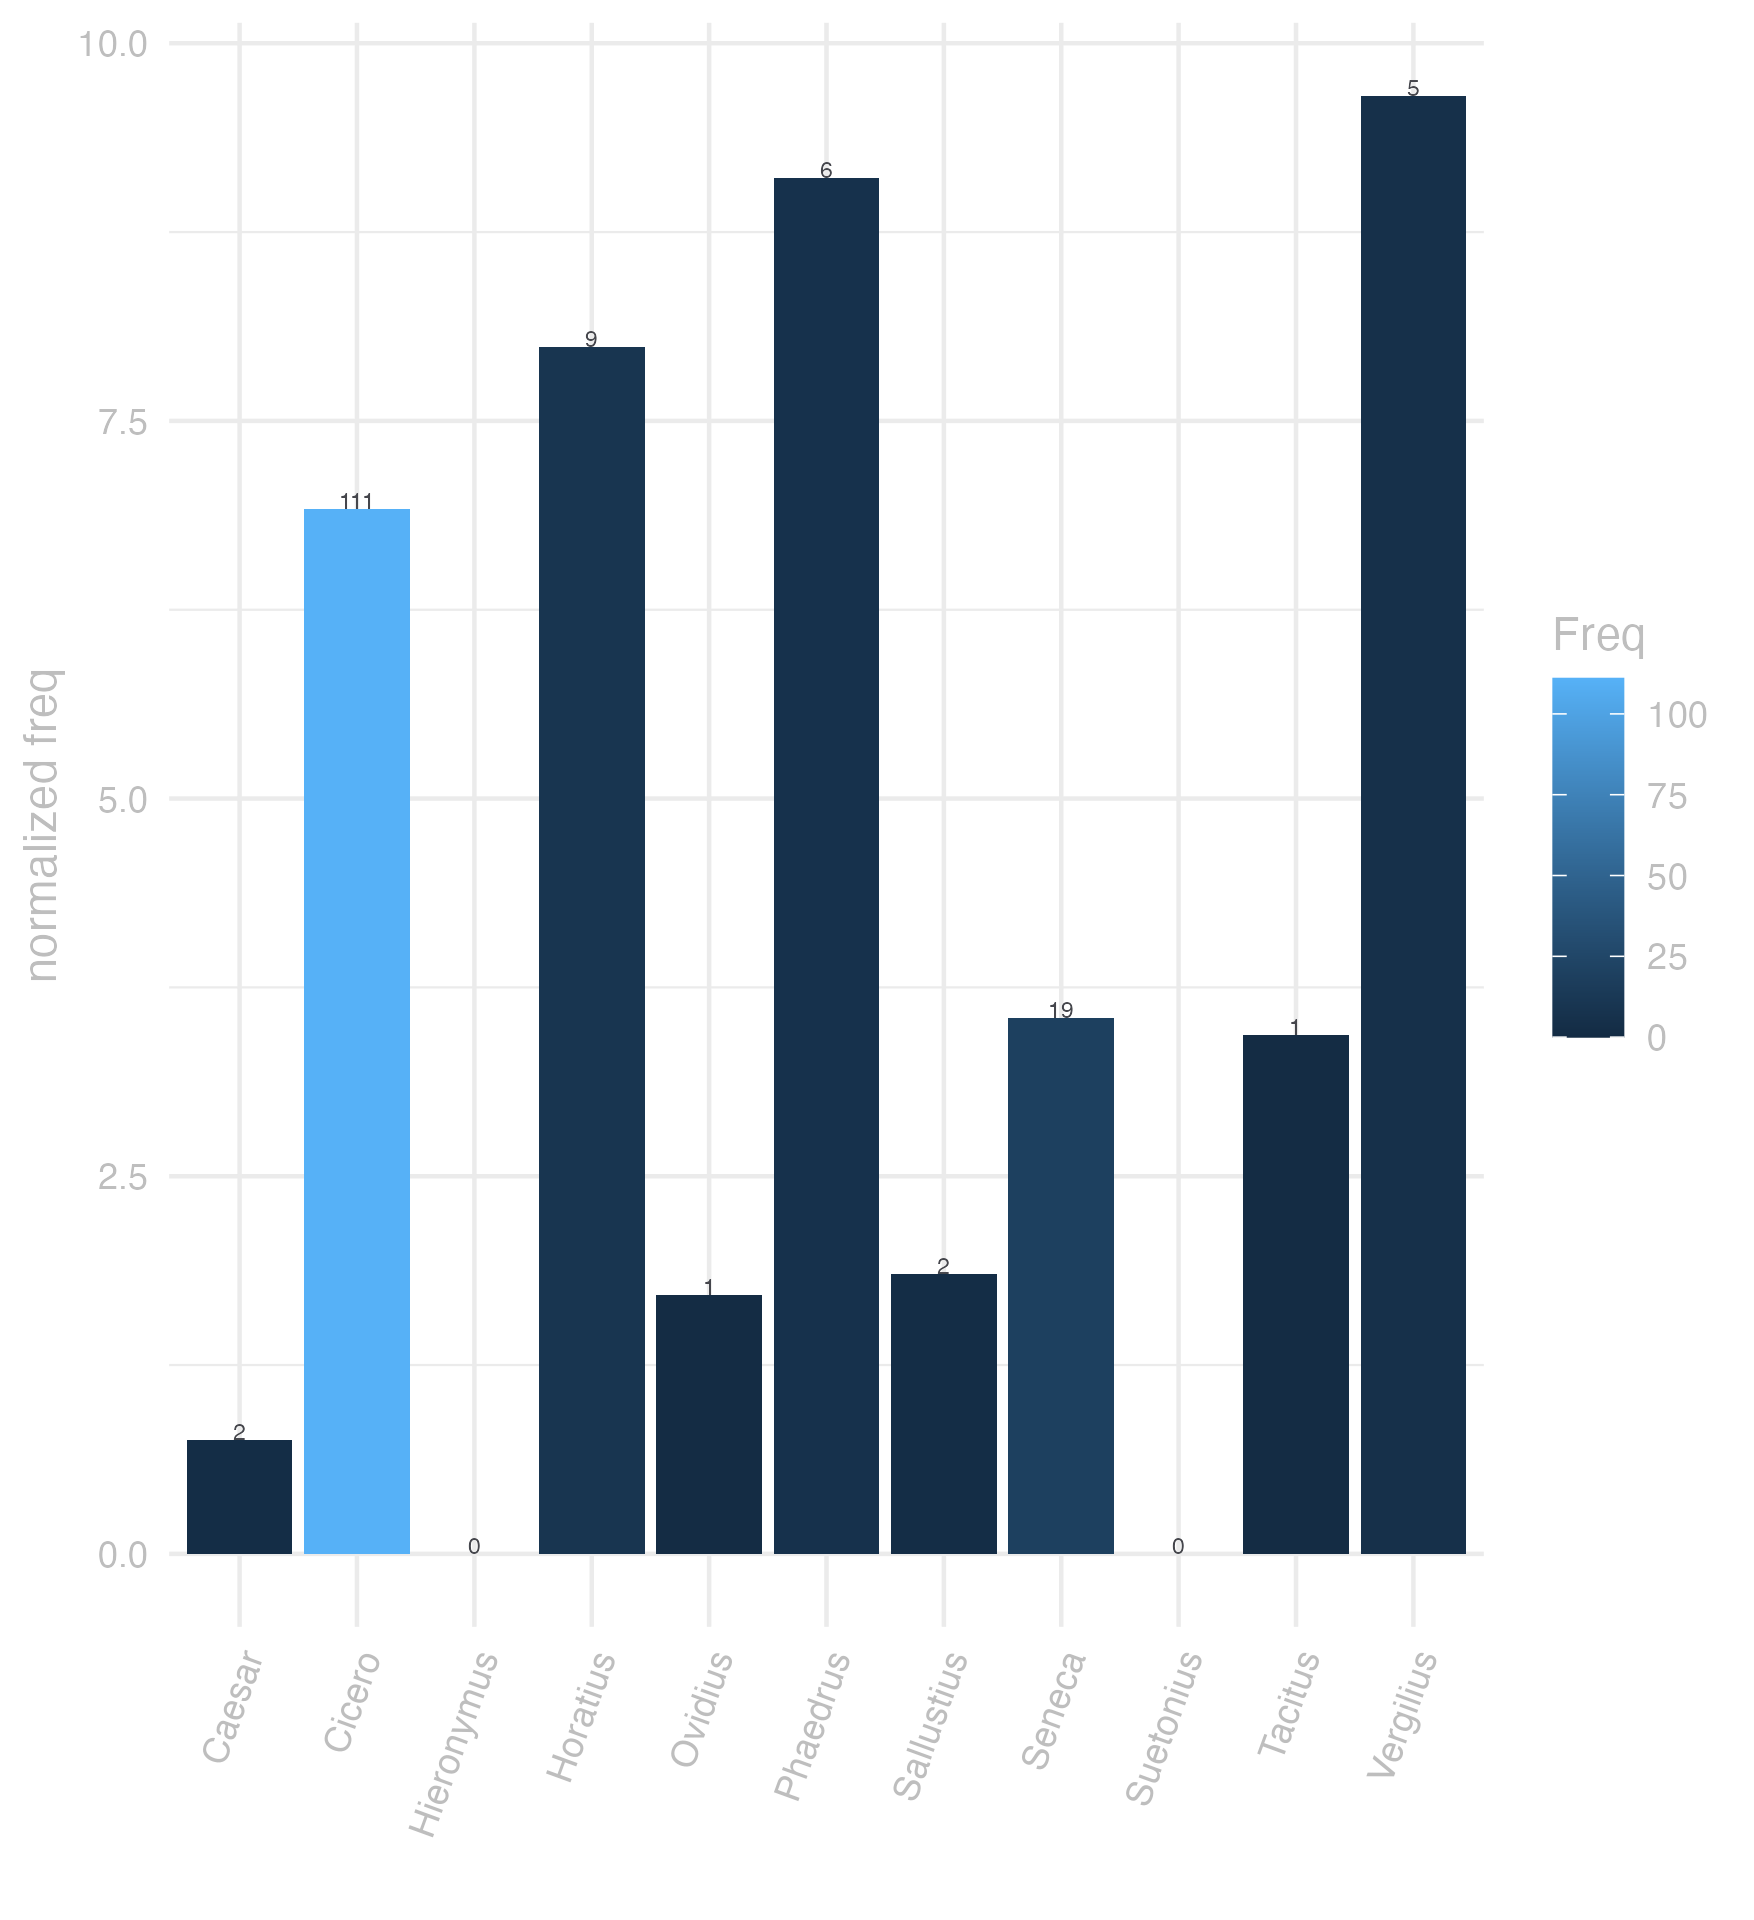 10.0
7.5
5.0
2.5
0.0
normalized freq
2
111
0
9
1
6
2
19
0
1
5
Caesar
Cicero
Hieronymus
Horatius
Ovidius
Phaedrus
Sallustius
Seneca
Suetonius
Tacitus
Vergilius
Freq
100
75
50
25
0